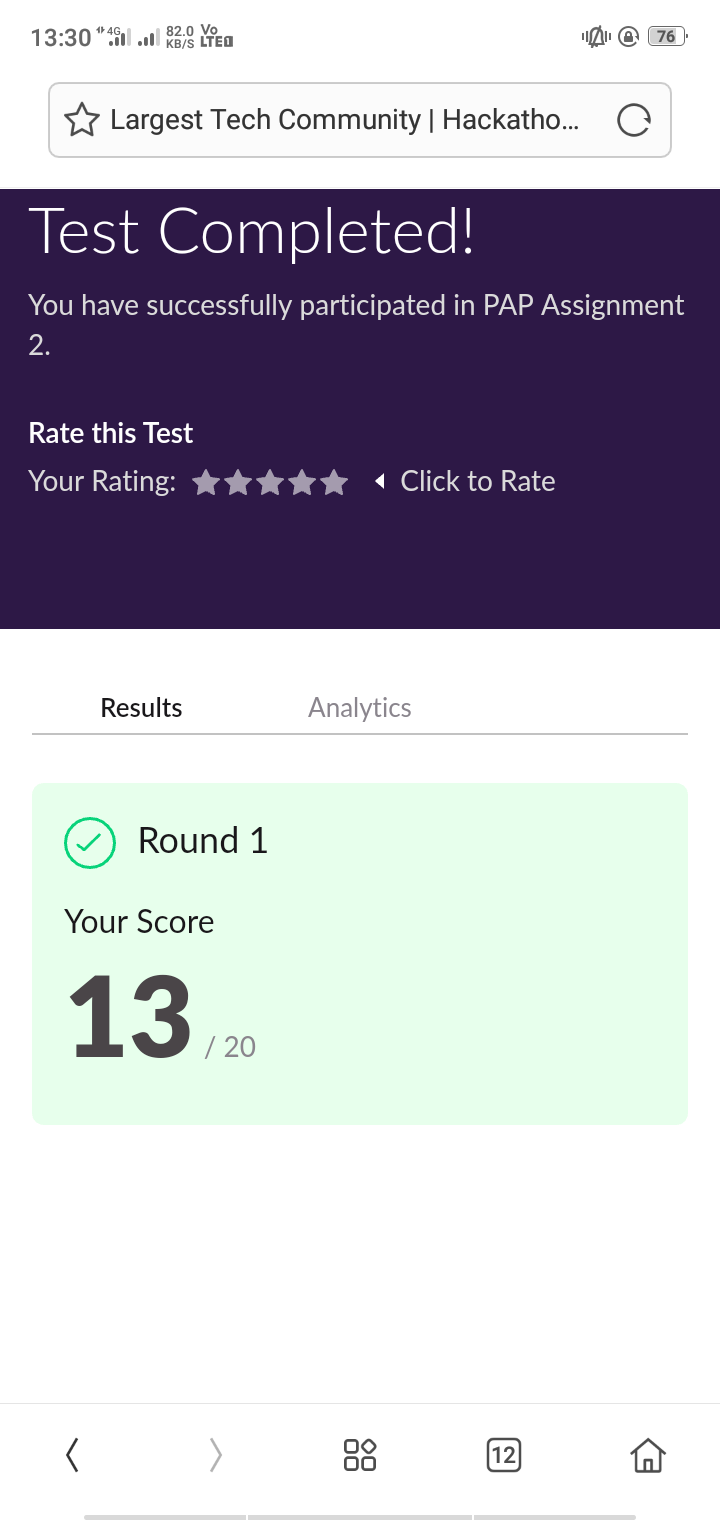 13:30 4G 82.0 KB/S Vo LTE 76
Largest Tech Community | Hackatho...
Test Completed!
You have successfully participated in PAP Assignment
2.
Rate this Test
Your Rating: Click to Rate
Results Analytics
Round 1
Your Score
13 / 20
12